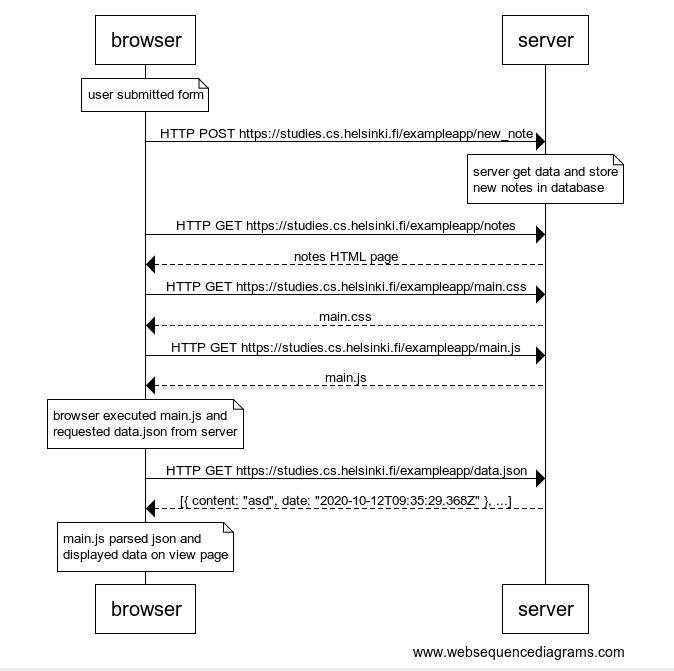 browser
server
user submitted form
HTTP POST https://studies.cs.helsinki.fi/exampleapp/new_note
server get data and store
new notes in database
HTTP GET https://studies.cs.helsinki.fi/exampleapp/notes
notes HTML page
HTTP GET https://studies.cs.helsinki.fi/exampleapp/main.css
main.css
HTTP GET https://studies.cs.helsinki.fi/exampleapp/main.js
main.js
browser executed main.js and
requested data.json from server
HTTP GET https://studies.cs.helsinki.fi/exampleapp/data.json
[{ content: "asd", date: "2020-10-12T09:35:29.368Z" }, ...]
main.js parsed json and
displayed data on view page
browser
server
www.websequencediagrams.com